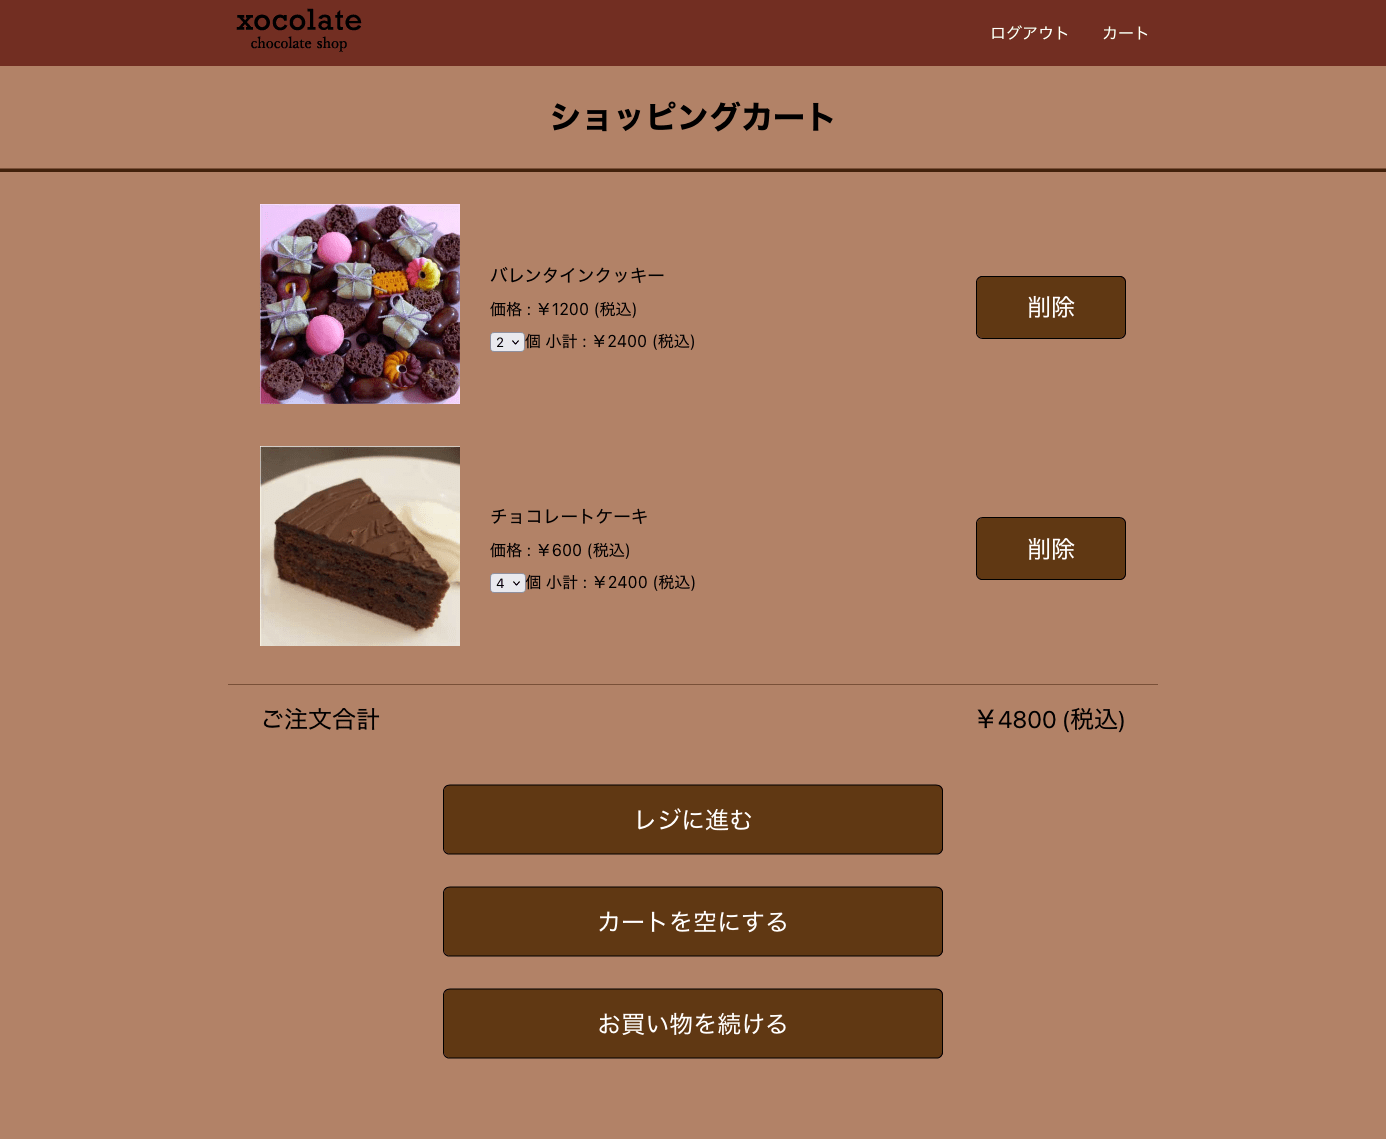 xocolate
chocolate shop
ログアウト カート
ショッピングカート
バレンタインクッキー
価格 : ￥1200 (税込)
2 個 小計 : ￥2400 (税込)
削除
チョコレートケーキ
価格 : ￥600 (税込)
4 個 小計 : ￥2400 (税込)
削除
ご注文合計 ￥4800 (税込)
レジに進む
カートを空にする
お買い物を続ける